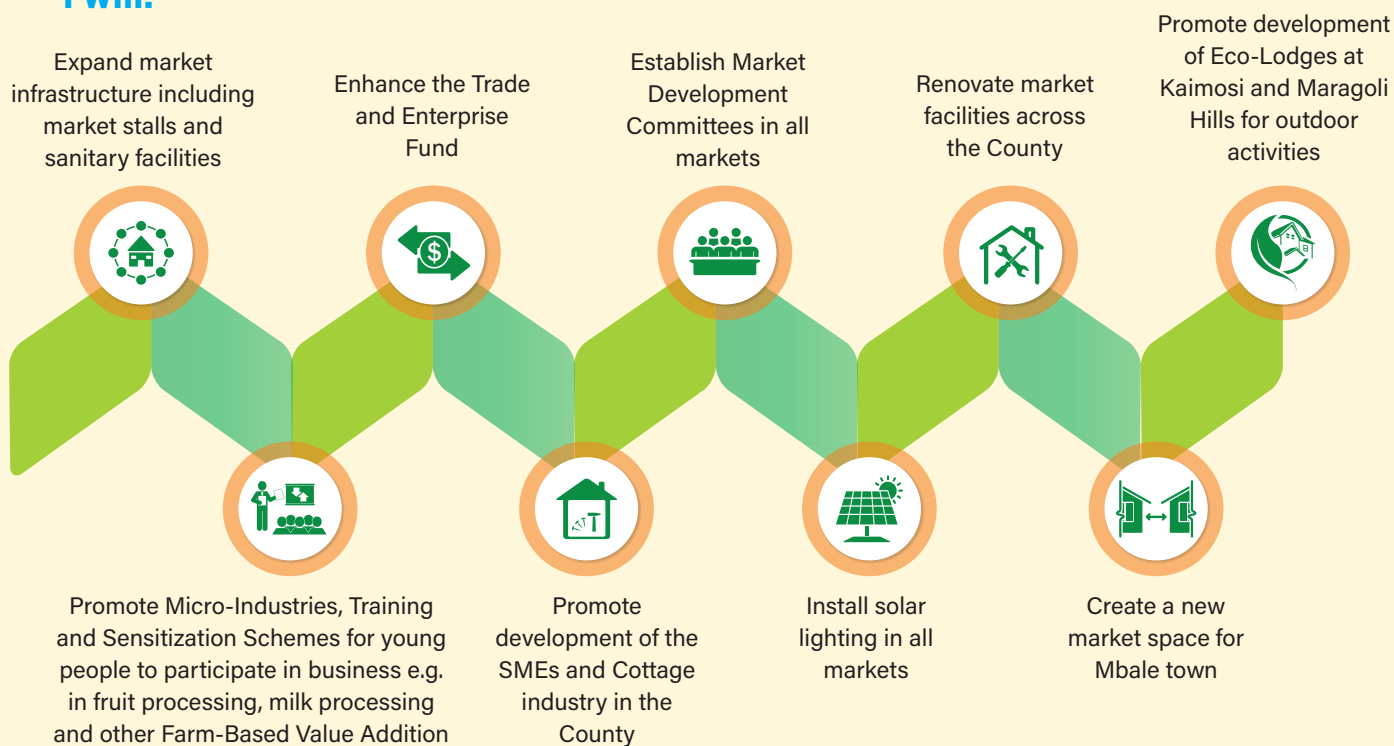 I will:
Expand market
infrastructure including
market stalls and
sanitary facilities
Enhance the Trade
and Enterprise
Fund
Establish Market
Development
Committees in all
markets
Renovate market
facilities across
the County
Promote development
of Eco-Lodges at
Kaimosi and Maragoli
Hills for outdoor
activities
$
Promote Micro-Industries, Training
and Sensitization Schemes for young
people to participate in business e.g.
in fruit processing, milk processing
and other Farm-Based Value Addition
Promote
development of the
SMEs and Cottage
industry in the
County
Install solar
lighting in all
markets
Create a new
market space for
Mbale town